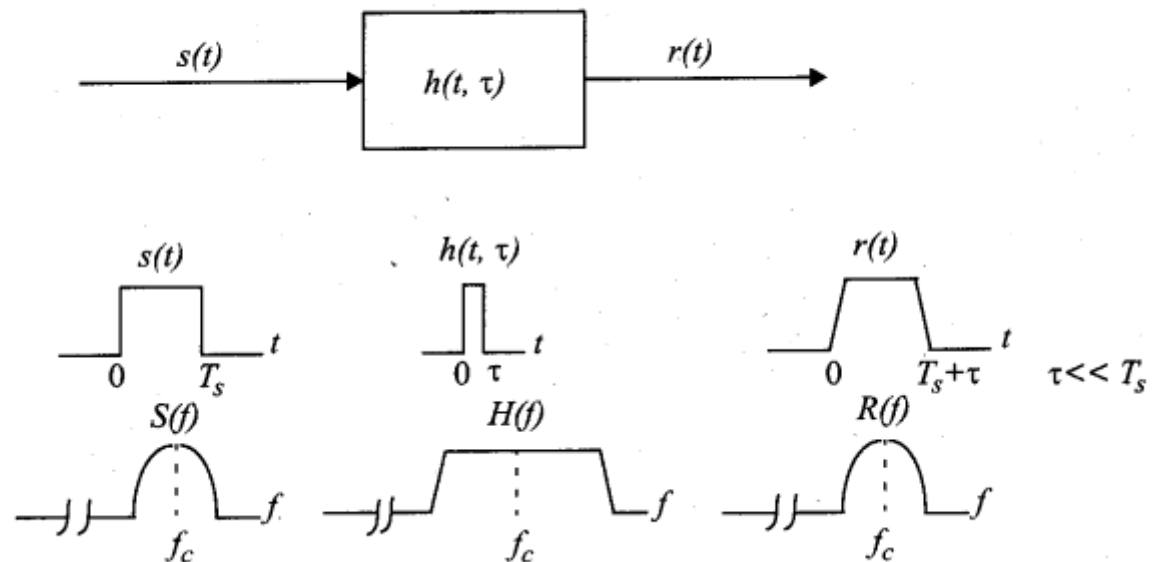 s(t) h(t, τ) r(t)
s(t) h(t, τ) r(t)
t t t
0 T_s 0 τ 0 T_s+τ τ<< T_s
S(f) H(f) R(f)
f f f
f_c f_c f_c